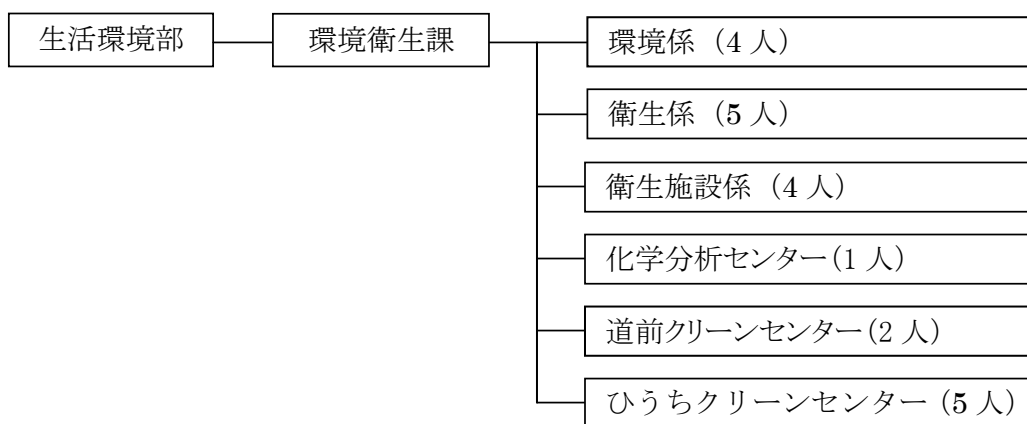 生活環境部
環境衛生課
環境係（4 人）
衛生係（5 人）
衛生施設係（4 人）
化学分析センター(1 人)
道前クリーンセンター(2 人)
ひうちクリーンセンター（5 人）